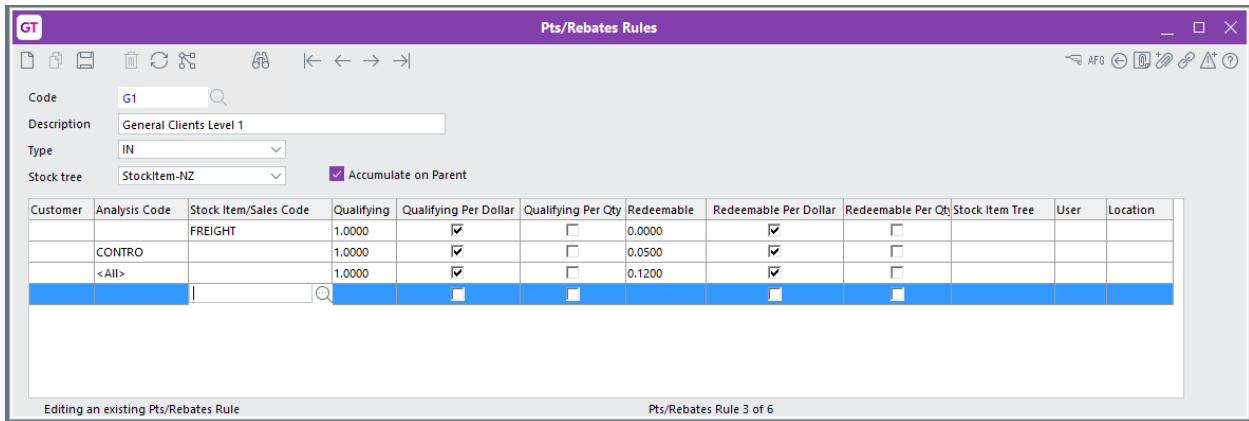 GT Pts/Rebates Rules
AFG
Code G1
Description General Clients Level 1
Type IN
Stock tree StockItem-NZ Accumulate on Parent
Customer Analysis Code Stock Item/Sales Code Qualifying Qualifying Per Dollar Qualifying Per Qty Redeemable Redeemable Per Dollar Redeemable Per Qty Stock Item Tree User Location
FREIGHT 1.0000 0.0000
CONTRO 1.0000 0.0500
<All> 1.0000 0.1200
Editing an existing Pts/Rebates Rule Pts/Rebates Rule 3 of 6